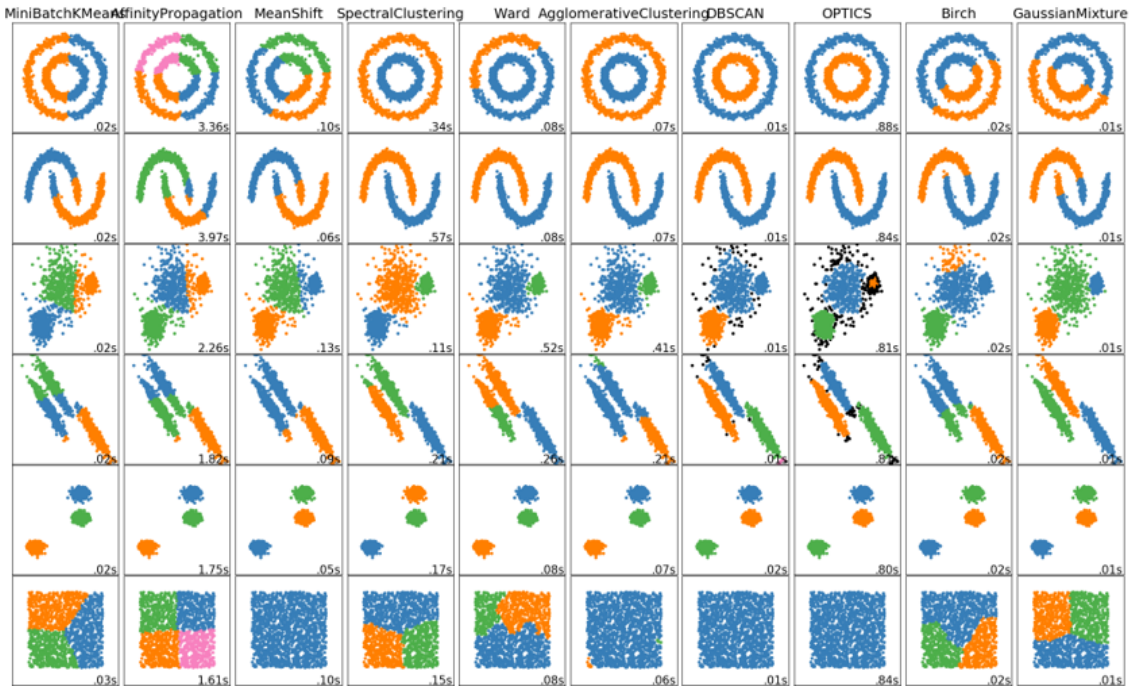 MiniBatchKMeans AffinityPropagation MeanShift SpectralClustering Ward AgglomerativeClustering DBSCAN OPTICS Birch GaussianMixture
.02s 3.36s .10s .34s .08s .07s .01s .88s .02s .01s
.02s 3.97s .06s .57s .08s .07s .01s .84s .02s .01s
.02s 2.26s .13s .11s .52s .41s .01s .81s .02s .01s
.02s 1.82s .09s .21s .26s .21s .01s .02s .01s
.02s 1.75s .05s .17s .08s .07s .02s .80s .02s .01s
.03s 1.61s .10s .15s .08s .06s .01s .84s .02s .01s